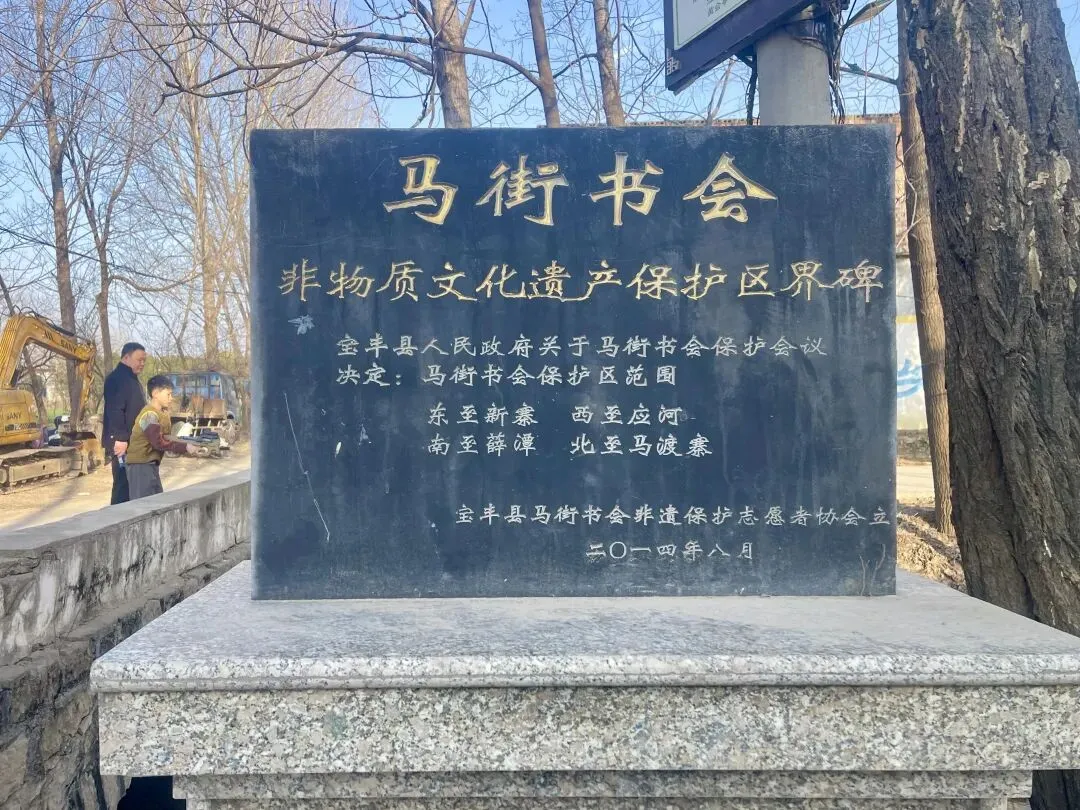 马街书会
非物质文化遗产保护区界碑
宝丰县人民政府关于马街书会保护会议
决定：马街书会保护区范围
东至新寨 西至应河
南至薛潭 北至马渡寨
宝丰县马街书会非遗保护志愿者协会立
二〇一四年八月
SANY